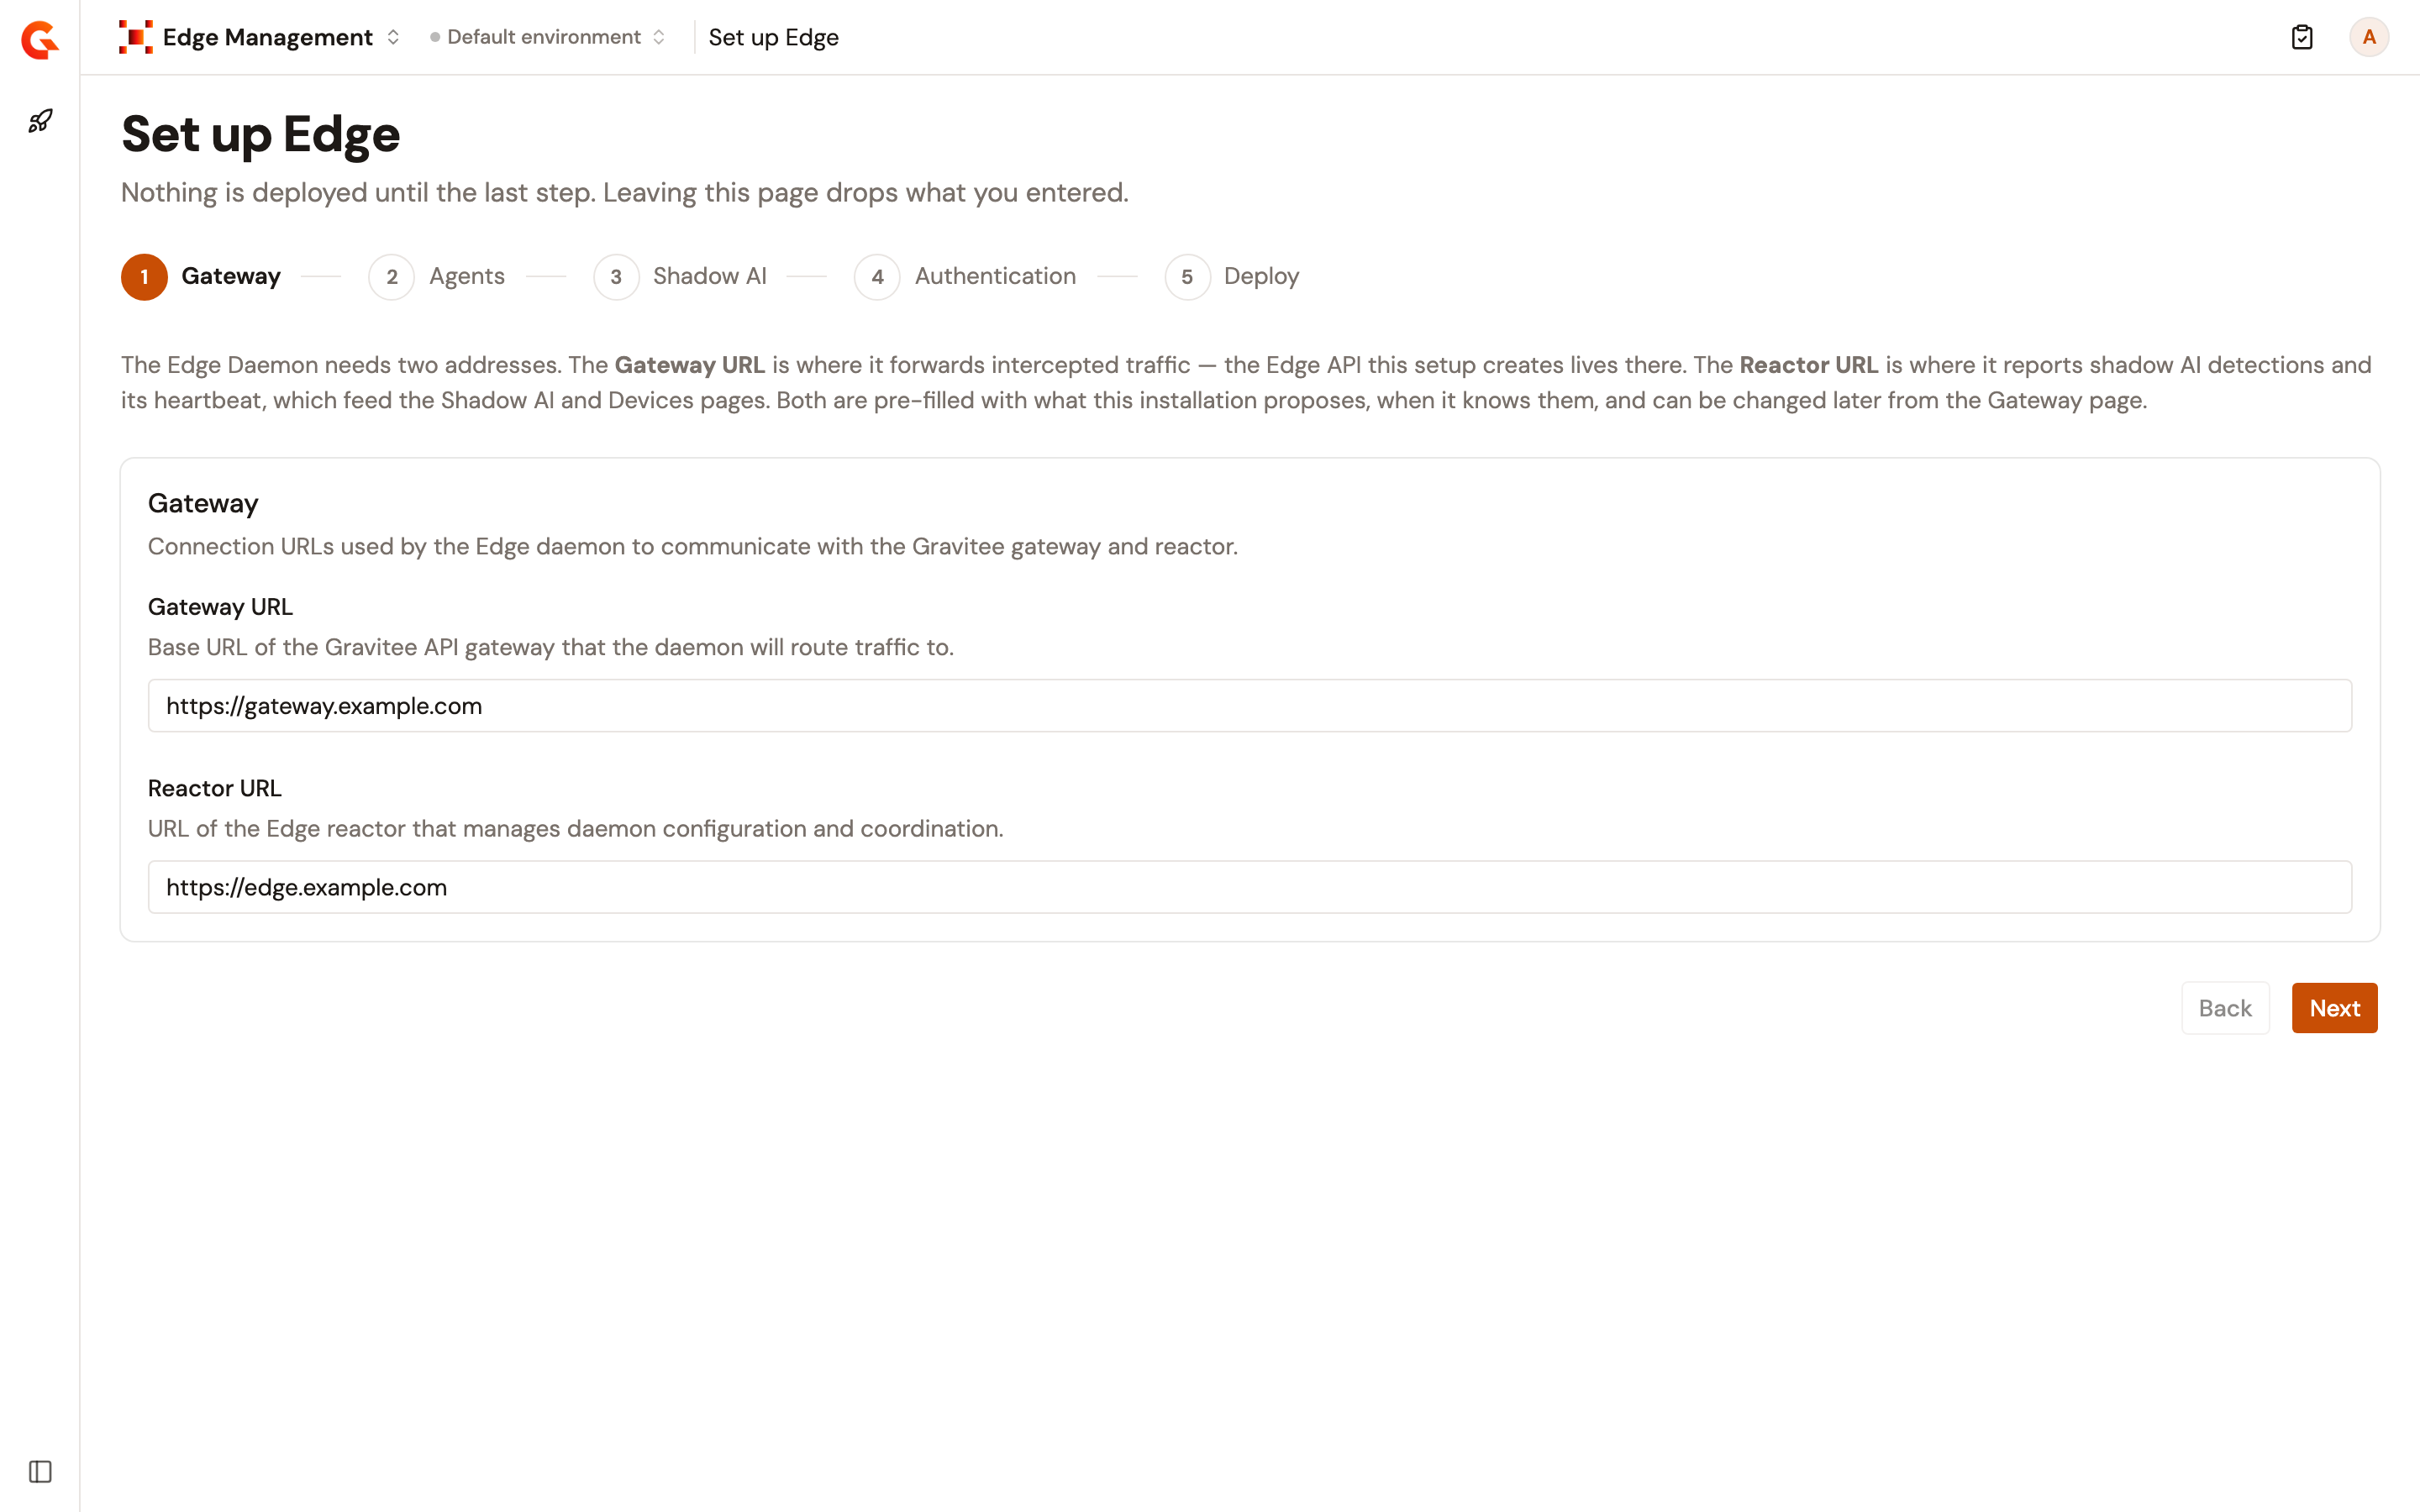 Edge Management
Default environment
Set up Edge
A
Set up Edge
Nothing is deployed until the last step. Leaving this page drops what you entered.
1 Gateway
2 Agents
3 Shadow AI
4 Authentication
5 Deploy
The Edge Daemon needs two addresses. The Gateway URL is where it forwards intercepted traffic — the Edge API this setup creates lives there. The Reactor URL is where it reports shadow AI detections and
its heartbeat, which feed the Shadow AI and Devices pages. Both are pre-filled with what this installation proposes, when it knows them, and can be changed later from the Gateway page.
Gateway
Connection URLs used by the Edge daemon to communicate with the Gravitee gateway and reactor.
Gateway URL
Base URL of the Gravitee API gateway that the daemon will route traffic to.
https://gateway.example.com
Reactor URL
URL of the Edge reactor that manages daemon configuration and coordination.
https://edge.example.com
Back
Next